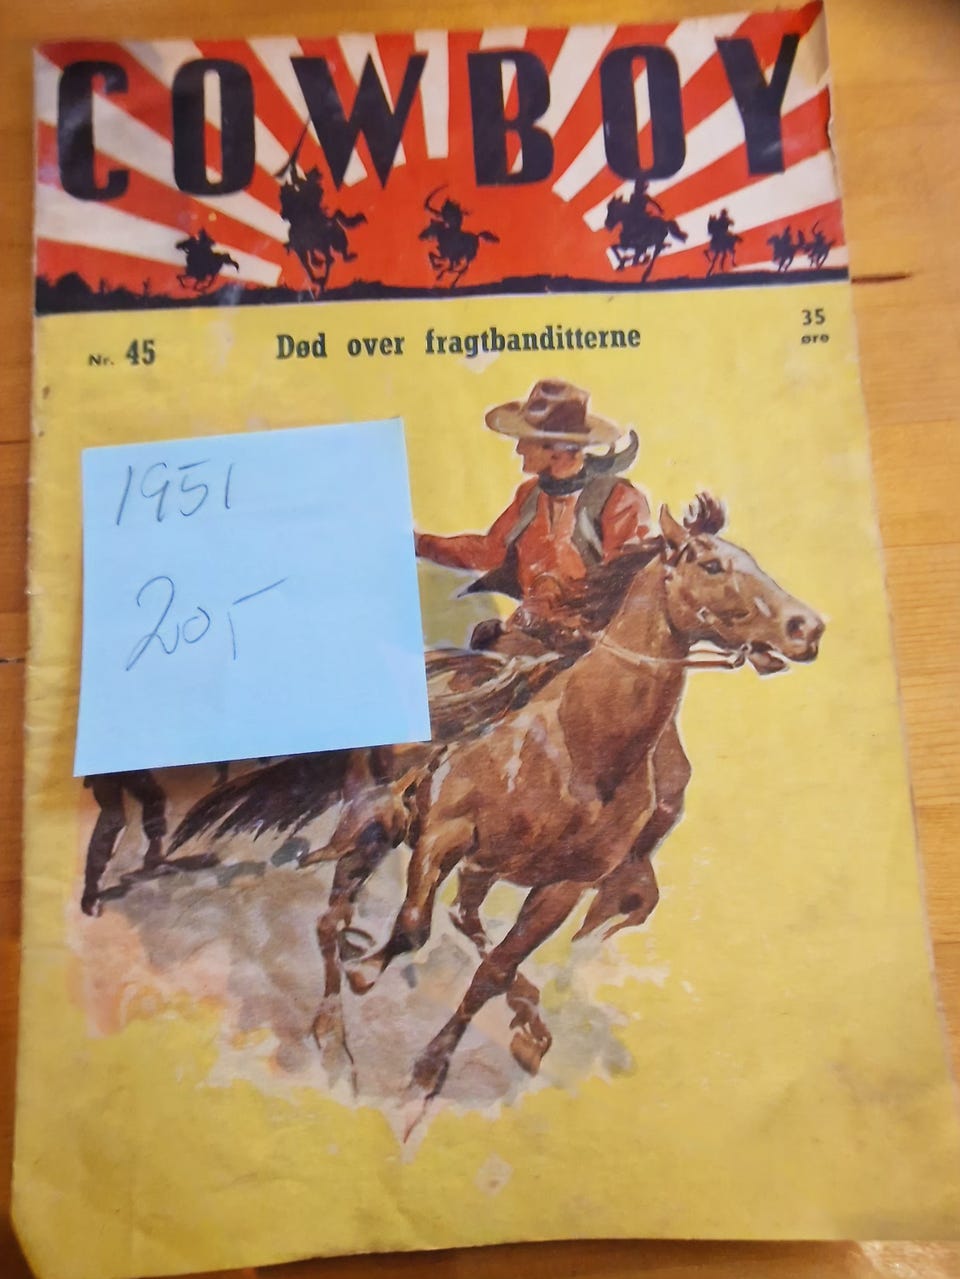 COWBOY
Nr. 45
Død over fragtbanditterne
35
øre
1951
20,-